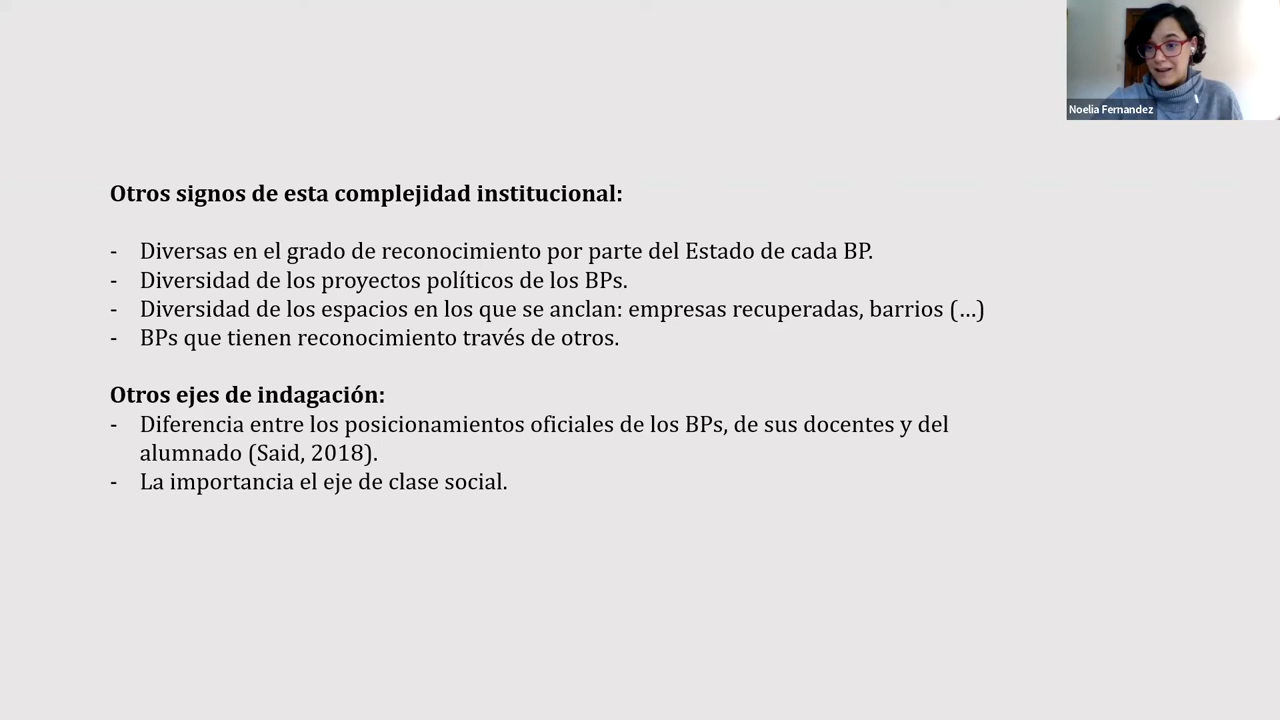 Noelia Fernandez
Otros signos de esta complejidad institucional:
- Diversas en el grado de reconocimiento por parte del Estado de cada BP.
- Diversidad de los proyectos políticos de los BPs.
- Diversidad de los espacios en los que se anclan: empresas recuperadas, barrios (...)
- BPs que tienen reconocimiento través de otros.
Otros ejes de indagación:
- Diferencia entre los posicionamientos oficiales de los BPs, de sus docentes y del
alumnado (Said, 2018).
- La importancia el eje de clase social.